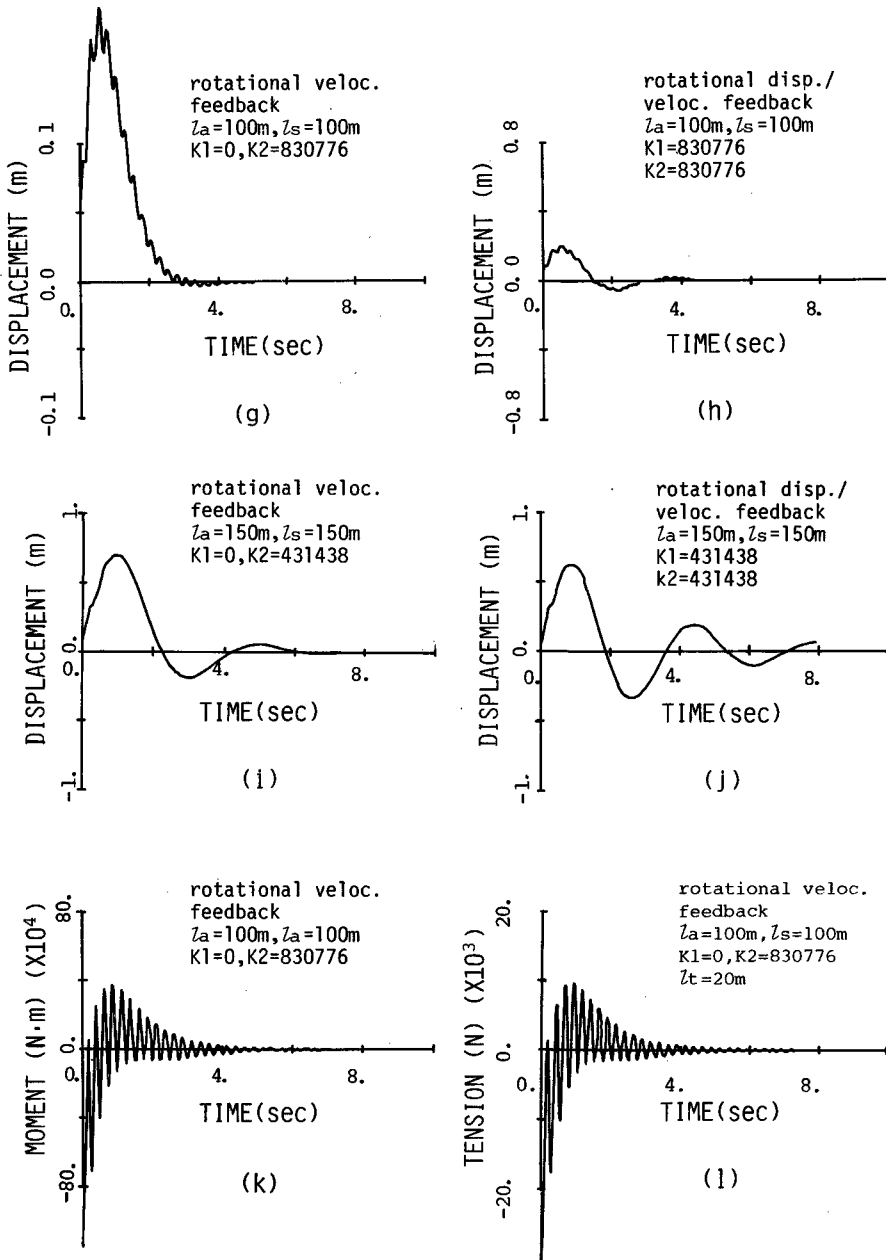 rotational veloc.
feedback
la=100m,ls=100m
K1=0,K2=830776
DISPLACEMENT (m)
0.1
0.0
-0.1
0.
4.
8.
TIME(sec)
(g)
rotational disp./
veloc. feedback
la=100m,ls=100m
K1=830776
K2=830776
DISPLACEMENT (m)
0.8
0.0
-0.8
0.
4.
8.
TIME(sec)
(h)
rotational veloc.
feedback
la=150m,ls=150m
K1=0,K2=431438
DISPLACEMENT (m)
1.
0.
-1.
0.
4.
8.
TIME(sec)
(i)
rotational disp./
veloc. feedback
la=150m,ls=150m
K1=431438
k2=431438
DISPLACEMENT (m)
1.
0.
-1.
0.
4.
8.
TIME(sec)
(j)
rotational veloc.
feedback
la=100m,la=100m
K1=0,K2=830776
MOMENT (N·m) (X10⁴)
80.
0.
-80.
0.
4.
8.
TIME(sec)
(k)
rotational veloc.
feedback
la=100m,ls=100m
K1=0,K2=830776
lt=20m
TENSION (N) (X10³)
20.
0.
-20.
0.
4.
8.
TIME(sec)
(l)